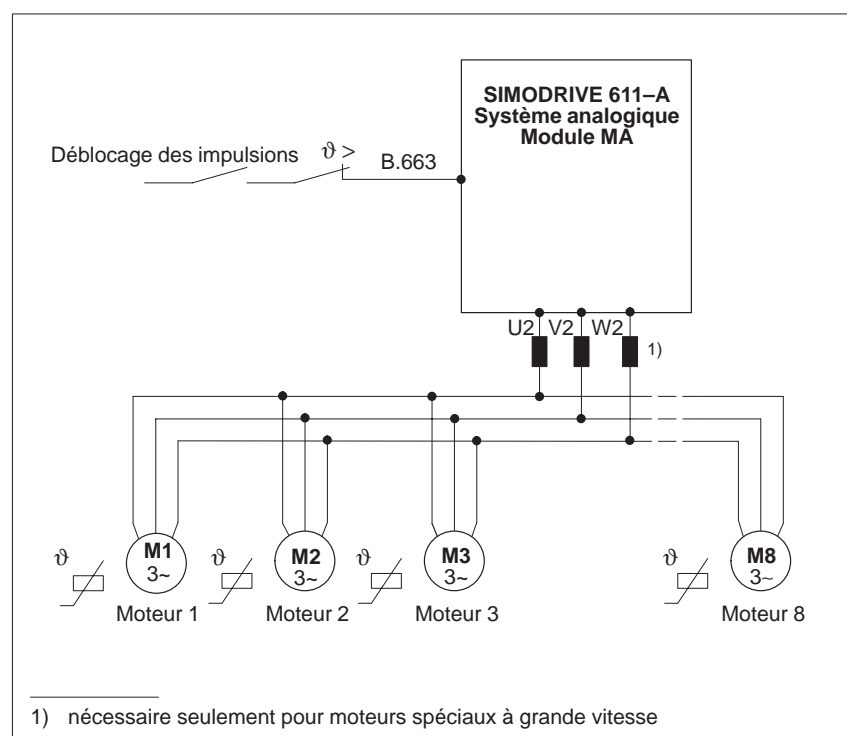 SIMODRIVE 611–A
Système analogique
Module MA
Déblocage des impulsions
ϑ >
B.663
U2 V2 W2
1)
ϑ M1 3~
ϑ M2 3~
ϑ M3 3~
ϑ M8 3~
Moteur 1 Moteur 2 Moteur 3 Moteur 8
1) nécessaire seulement pour moteurs spéciaux à grande vitesse